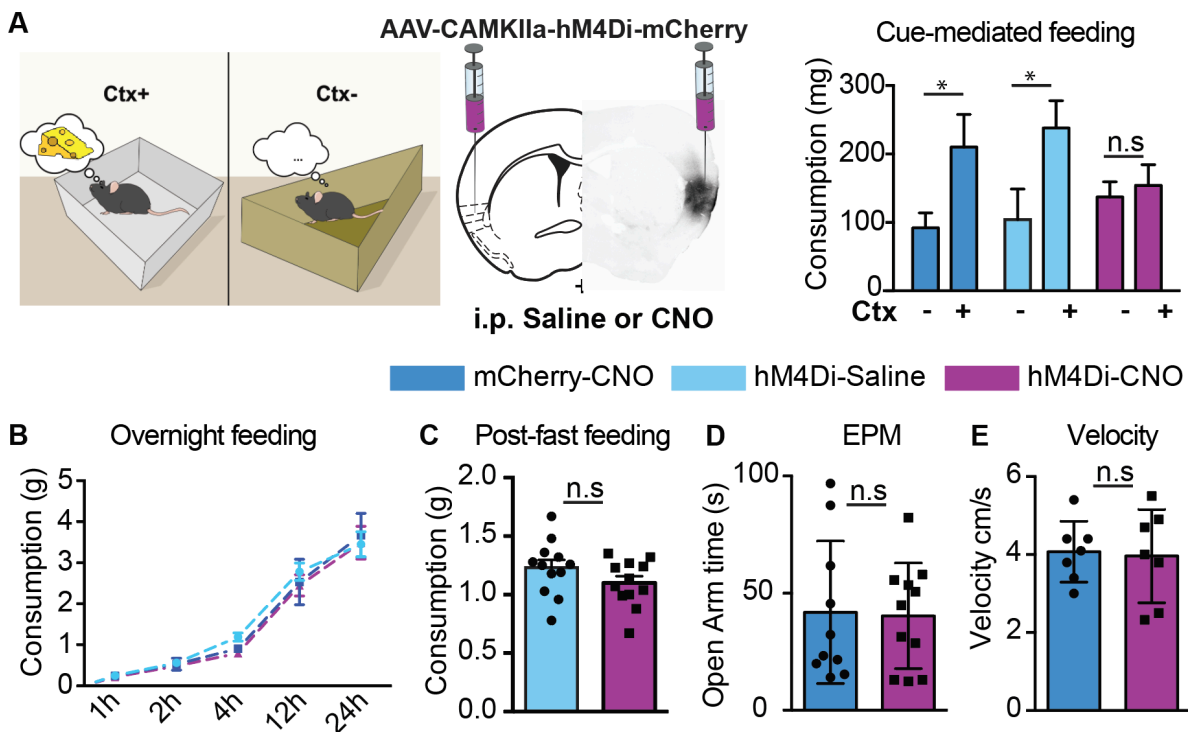 A
AAV-CAMKIIa-hM4Di-mCherry
Ctx+
Ctx-
...
i.p. Saline or CNO
Cue-mediated feeding
Consumption (mg)
300
200
100
0
*
*
n.s
Ctx - + - + - +
mCherry-CNO hM4Di-Saline hM4Di-CNO
B Overnight feeding
Consumption (g)
5
4
3
2
1
0
1h 2h 4h 12h 24h
C Post-fast feeding
Consumption (g)
2.0
1.5
1.0
0.5
0.0
n.s
D EPM
Open Arm time (s)
100
50
0
n.s
E Velocity
Velocity cm/s
6
4
2
0
n.s